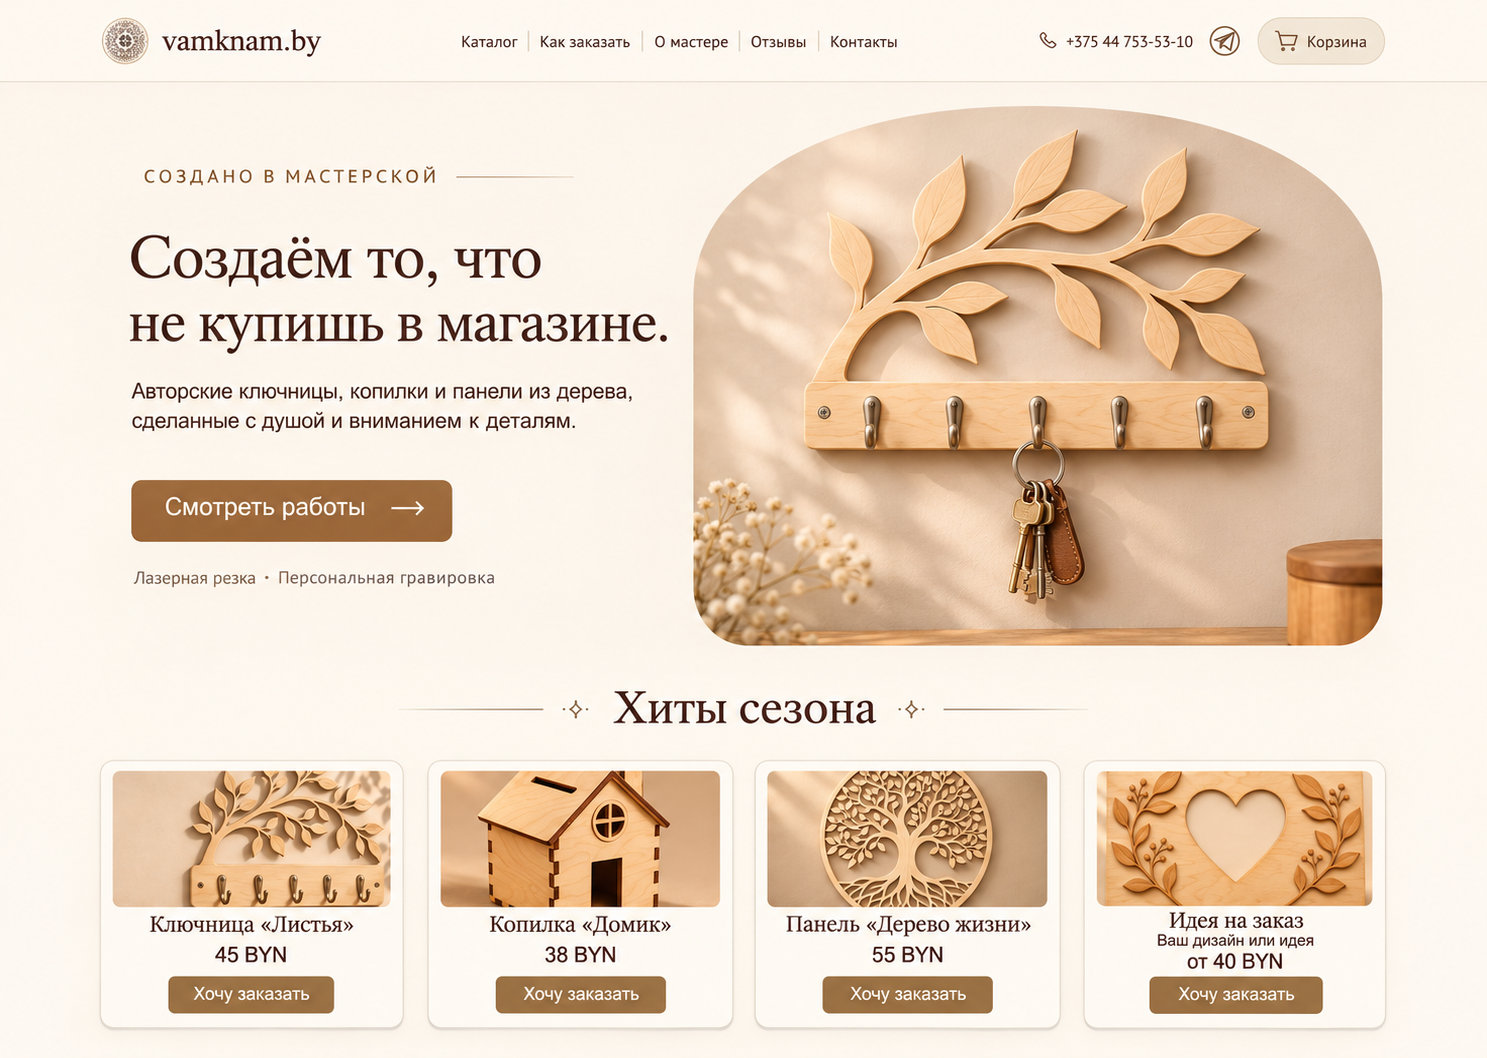 vamknam.by
Каталог
Как заказать
О мастере
Отзывы
Контакты
+375 44 753-53-10
Корзина
СОЗДАНО В МАСТЕРСКОЙ
Создаём то, что
не купишь в магазине.
Авторские ключницы, копилки и панели из дерева,
сделанные с душой и вниманием к деталям.
Смотреть работы →
Лазерная резка • Персональная гравировка
Хиты сезона
Ключница «Листья»
45 BYN
Хочу заказать
Копилка «Домик»
38 BYN
Хочу заказать
Панель «Дерево жизни»
55 BYN
Хочу заказать
Идея на заказ
Ваш дизайн или идея
от 40 BYN
Хочу заказать